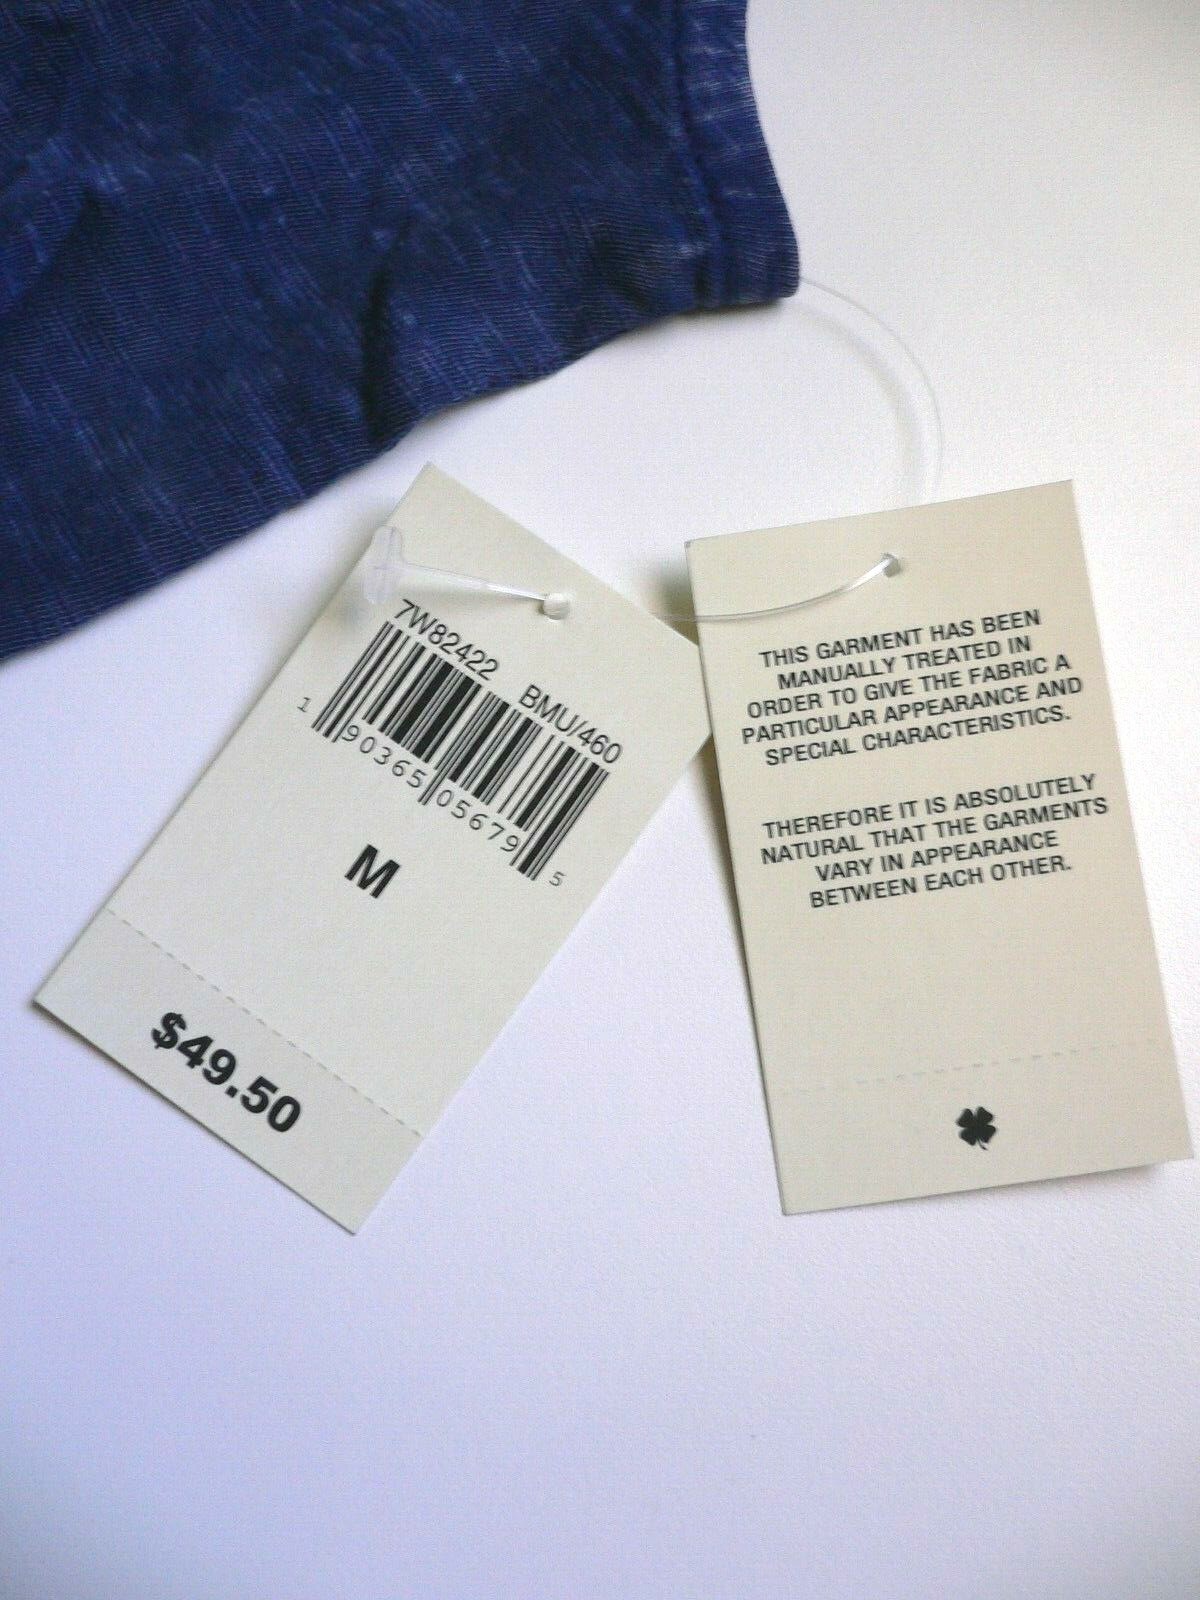 7W82422 BMU/460
1 90365 05679 5
M
$49.50
THIS GARMENT HAS BEEN
MANUALLY TREATED IN
ORDER TO GIVE THE FABRIC A
PARTICULAR APPEARANCE AND
SPECIAL CHARACTERISTICS.
THEREFORE IT IS ABSOLUTELY
NATURAL THAT THE GARMENTS
VARY IN APPEARANCE
BETWEEN EACH OTHER.